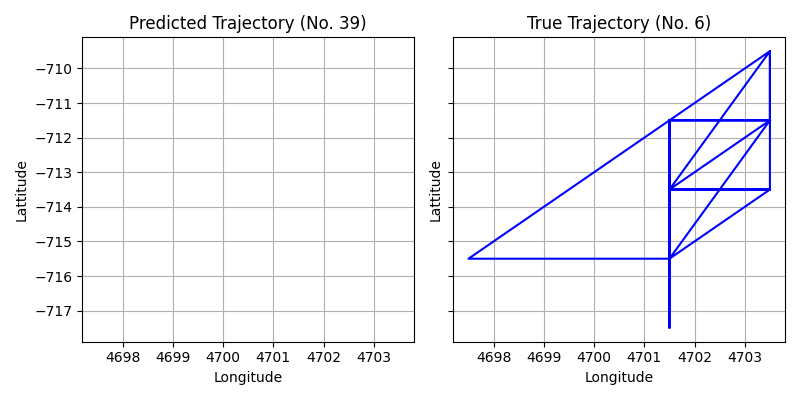 Predicted Trajectory (No. 39)
True Trajectory (No. 6)
−710
−711
−712
−713
−714
−715
−716
−717
Lattitude
Lattitude
4698 4699 4700 4701 4702 4703
4698 4699 4700 4701 4702 4703
Longitude
Longitude